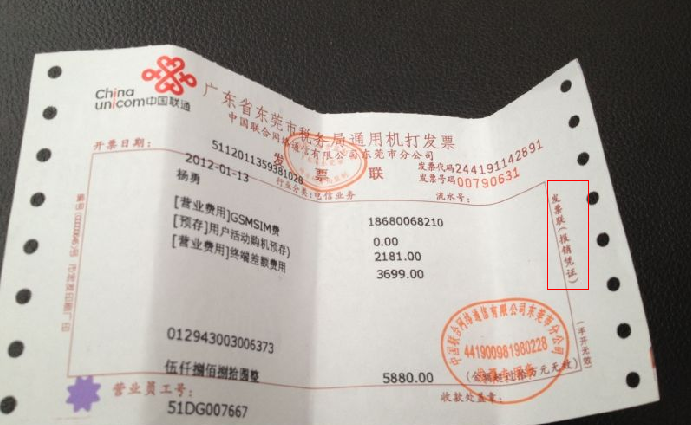 China
unicom中国联通
广东省东莞市税务局通用机打发票
中国联合网络通信有限公司东莞市分公司
发票联
发票代码244191142891
发票号码00790631
开票日期:
5112011359381028
2012-01-13
行业分类:电信业务
流水号:
杨勇
[营业费用]GSMSIM费
18680068210
[预存]用户活动购机预存)
0.00
[营业费用]终端差额费用
2181.00
3699.00
发票联(报销凭证)
(手开无效)
012943003006373
中国联合网络通信有限公司东莞市分公司
441900981980228
伍仟捌佰捌拾圆整
5880.00
营业员工号:
收款处盖章:
51DG007667